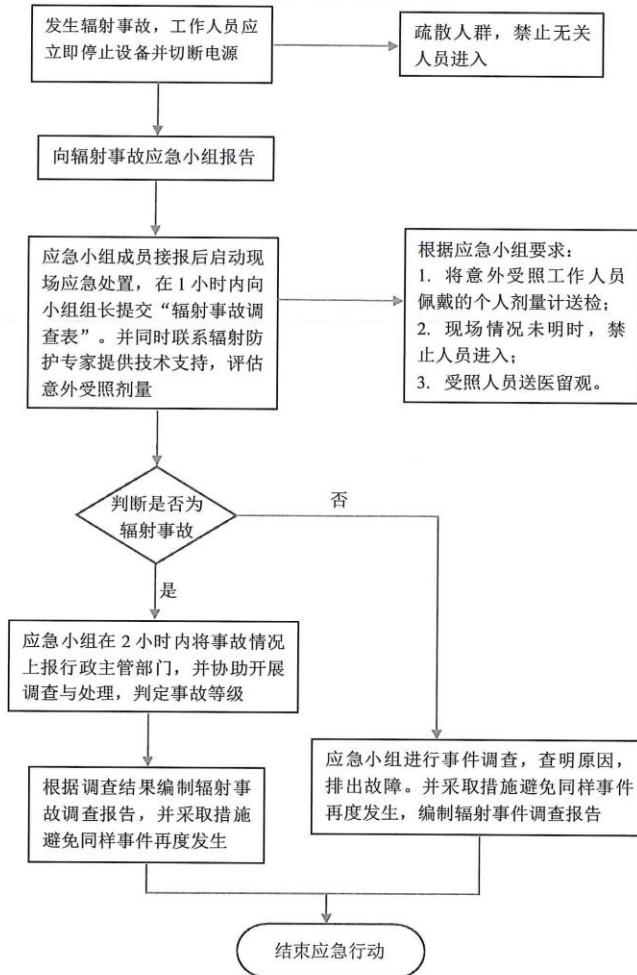 发生辐射事故，工作人员应
立即停止设备并切断电源
疏散人群，禁止无关
人员进入
向辐射事故应急小组报告
应急小组成员接报后启动现
场应急处置，在 1 小时内向
小组组长提交“辐射事故调
查表”。并同时联系辐射防
护专家提供技术支持，评估
意外受照剂量
根据应急小组要求：
1. 将意外受照工作人员
佩戴的个人剂量计送检；
2. 现场情况未明时，禁
止人员进入；
3. 受照人员送医留观。
判断是否为
辐射事故
否
是
应急小组在 2 小时内将事故情况
上报行政主管部门，并协助开展
调查与处理，判定事故等级
应急小组进行事件调查，查明原因，
排出故障。并采取措施避免同样事件
再度发生，编制辐射事件调查报告
根据调查结果编制辐射事
故调查报告，并采取措施
避免同样事件再度发生
结束应急行动